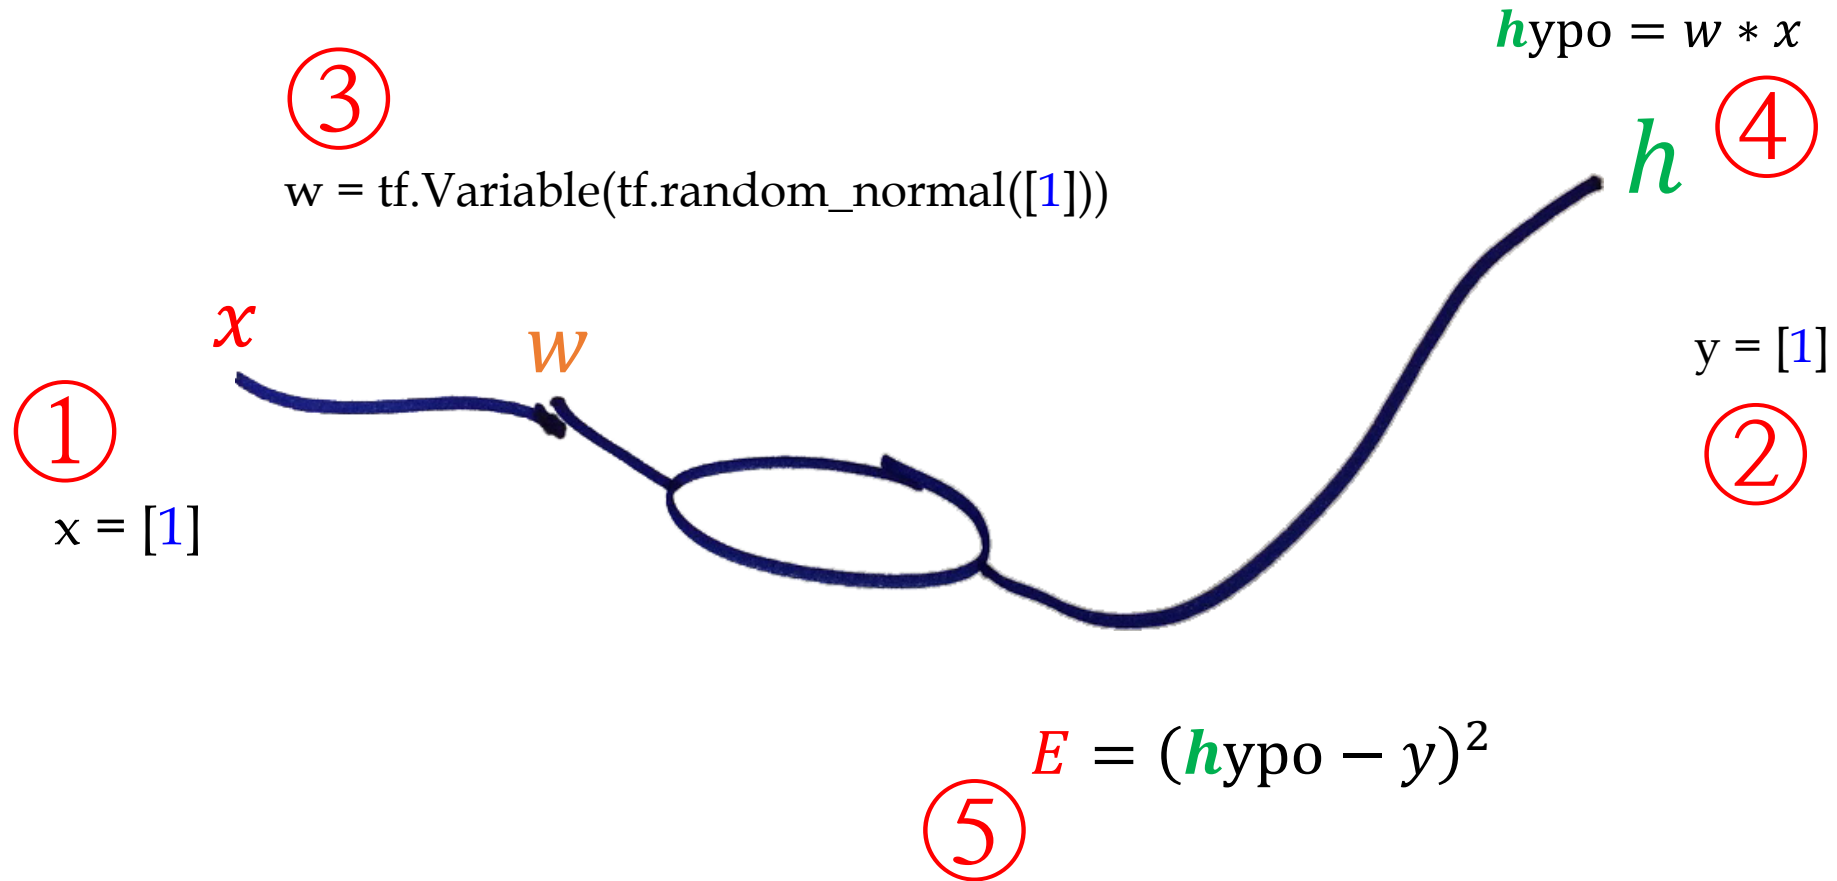 hypo = w ∗ x
③
④
h
w = tf.Variable(tf.random_normal([1]))
x
w
y = [1]
①
②
x = [1]
E = (hypo − y)²
⑤